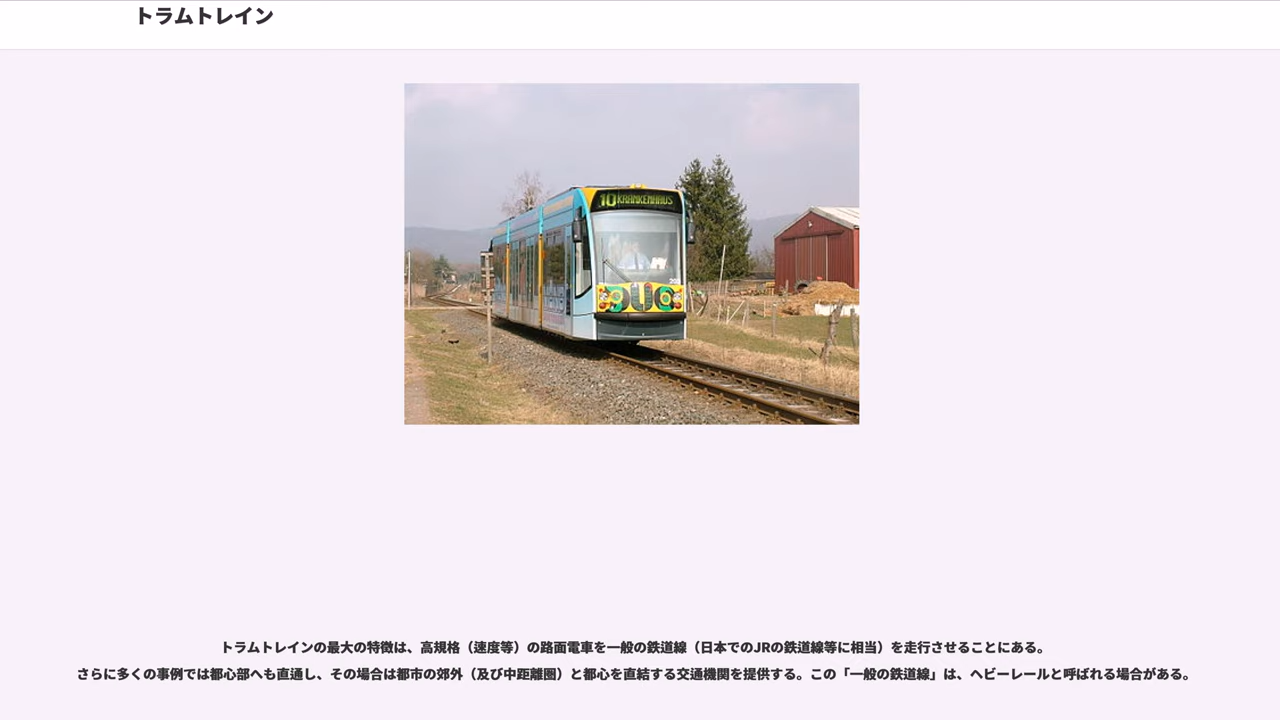 トラムトレイン
10 KRANKENHAUS
トラムトレインの最大の特徴は、高規格（速度等）の路面電車を一般の鉄道線（日本でのJRの鉄道線等に相当）を走行させることにある。
さらに多くの事例では都心部へも直通し、その場合は都市の郊外（及び中距離圏）と都心を直結する交通機関を提供する。この「一般の鉄道線」は、ヘビーレールと呼ばれる場合がある。